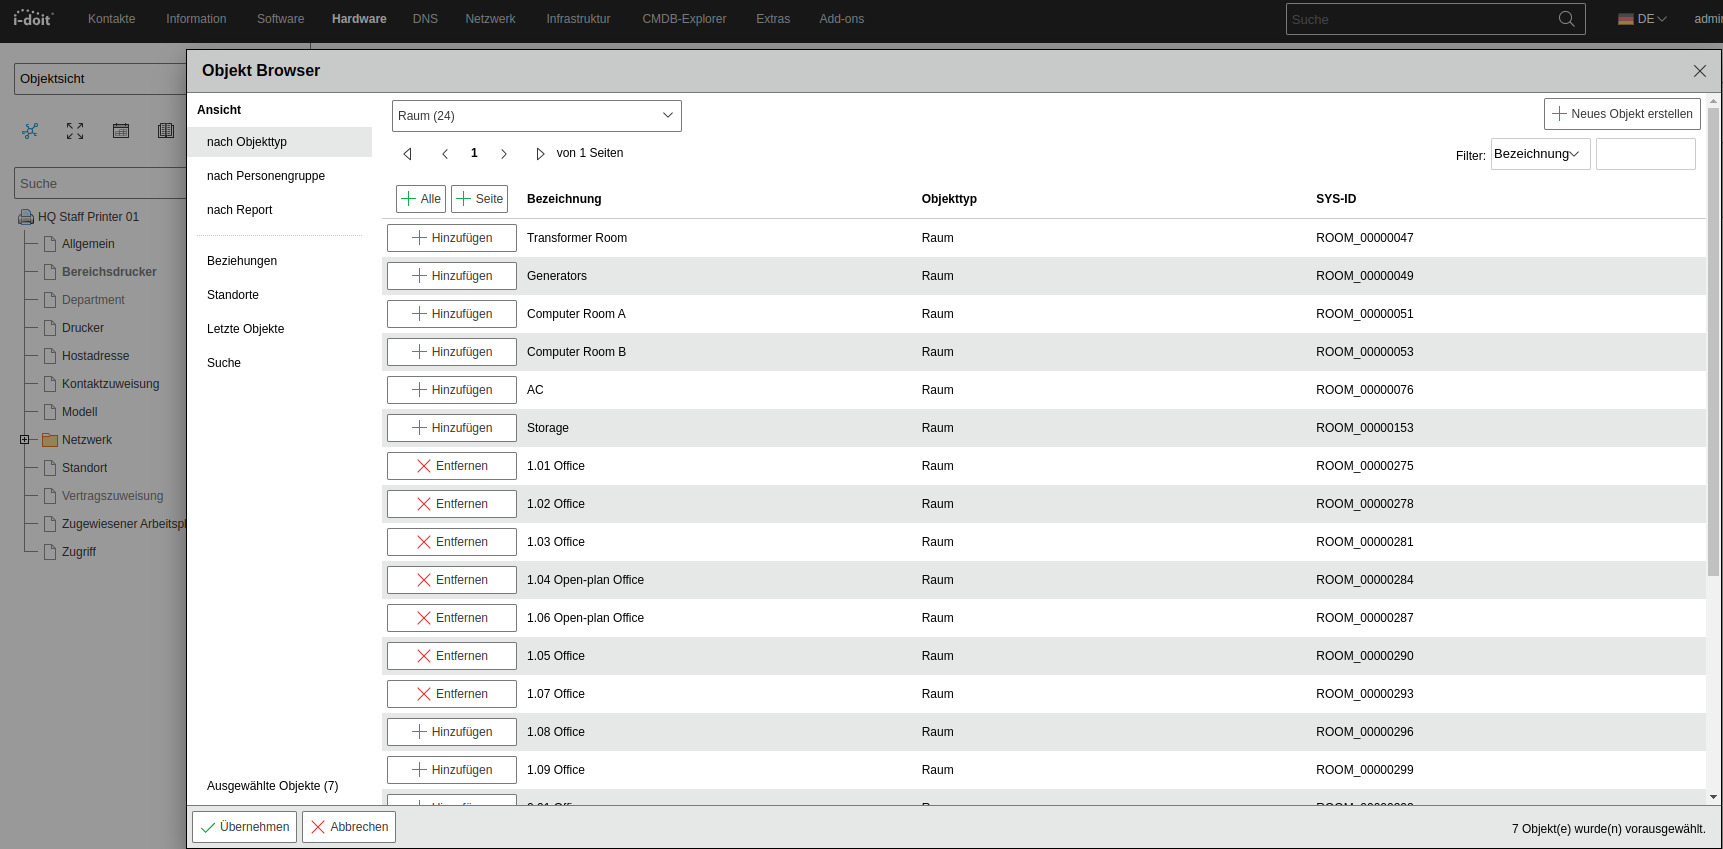 i-doit Kontakte Information Software Hardware DNS Netzwerk Infrastruktur CMDB-Explorer Extras Add-ons Suche DE
Objektsicht
Suche
HQ Staff Printer 01
Allgemein
Bereichsdrucker
Department
Drucker
Hostadresse
Kontaktzuweisung
Modell
Netzwerk
Standort
Vertragszuweisung
Zugewiesener Arbeitspl
Zugriff
Objekt Browser
Ansicht
nach Objekttyp
nach Personengruppe
nach Report
Beziehungen
Standorte
Letzte Objekte
Suche
Ausgewählte Objekte (7)
Raum (24)
Neues Objekt erstellen
1 von 1 Seiten
Filter: Bezeichnung
Alle Seite Bezeichnung Objekttyp SYS-ID
Hinzufügen Transformer Room Raum ROOM_00000047
Hinzufügen Generators Raum ROOM_00000049
Hinzufügen Computer Room A Raum ROOM_00000051
Hinzufügen Computer Room B Raum ROOM_00000053
Hinzufügen AC Raum ROOM_00000076
Hinzufügen Storage Raum ROOM_00000153
Entfernen 1.01 Office Raum ROOM_00000275
Entfernen 1.02 Office Raum ROOM_00000278
Entfernen 1.03 Office Raum ROOM_00000281
Entfernen 1.04 Open-plan Office Raum ROOM_00000284
Entfernen 1.06 Open-plan Office Raum ROOM_00000287
Entfernen 1.05 Office Raum ROOM_00000290
Entfernen 1.07 Office Raum ROOM_00000293
Hinzufügen 1.08 Office Raum ROOM_00000296
Hinzufügen 1.09 Office Raum ROOM_00000299
Übernehmen Abbrechen 7 Objekt(e) wurde(n) vorausgewählt.